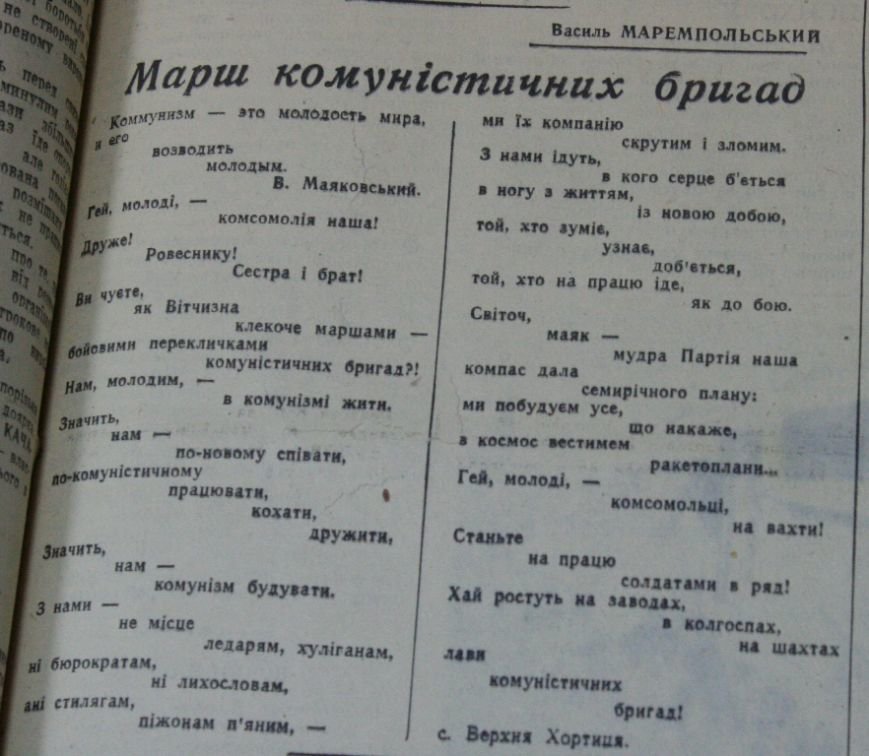 Василь МАРЕМПОЛЬСЬКИЙ
Марш комуністичних бригад
Коммунизм — это молодость мира,
и его
возводить
молодым.
В. Маяковський.
Гей, молоді, —
комсомолія наша!
Друже!
Ровеснику!
Сестра і брат!
Ви чуєте,
як Вітчизна
клекоче маршами —
бойовими перекличками
комуністичних бригад?!
Нам, молодим, —
в комунізмі жити.
Значить,
нам —
по-новому співати,
по-комуністичному
працювати,
кохати,
дружити,
Значить,
нам —
комунізм будувати.
З нами —
не місце
ледарям, хуліганам,
ні бюрократам,
ні лихословам,
ані стилягам,
піжонам п'яним, —
ми їх компанію
скрутим і зломим.
З нами ідуть,
в кого серце б'ється
в ногу з життям,
із новою добою,
той, хто зуміє,
узнає,
доб'ється,
той, хто на працю іде,
як до бою.
Світоч,
маяк —
мудра Партія наша
компас дала
семирічного плану:
ми побудуєм усе,
що накаже,
в космос вестимем
ракетоплани...
Гей, молоді, —
комсомольці,
на вахти!
Станьте
на працю
солдатами в ряд!
Хай ростуть на заводах,
в колгоспах,
на шахтах
лави
комуністичних
бригад!
с. Верхня Хортиця.